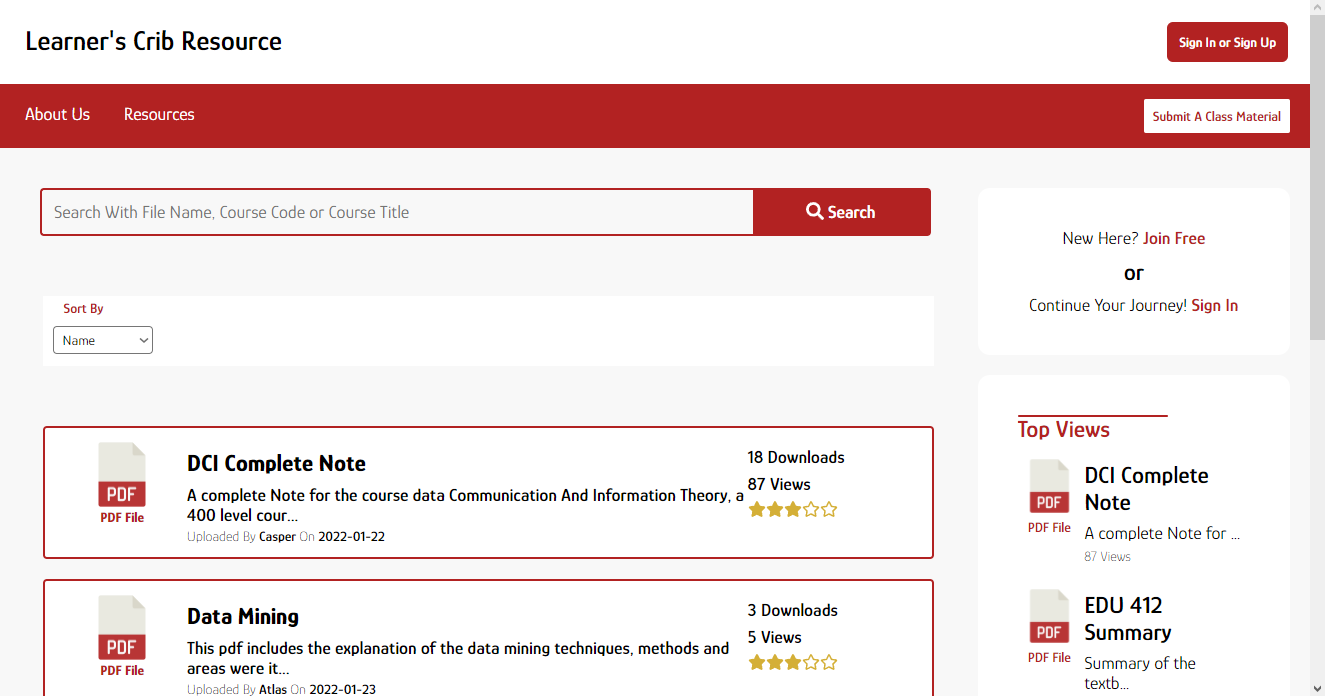 Learner's Crib Resource
Sign In or Sign Up
About Us
Resources
Submit A Class Material
Search With File Name, Course Code or Course Title
Search
Sort By
Name
PDF
PDF File
DCI Complete Note
A complete Note for the course data Communication And Information Theory, a
400 level cour...
Uploaded By Casper On 2022-01-22
18 Downloads
87 Views
PDF
PDF File
Data Mining
This pdf includes the explanation of the data mining techniques, methods and
areas were it...
Uploaded By Atlas On 2022-01-23
3 Downloads
5 Views
New Here? Join Free
or
Continue Your Journey! Sign In
Top Views
PDF
PDF File
DCI Complete
Note
A complete Note for ...
87 Views
PDF
PDF File
EDU 412
Summary
Summary of the
textb...